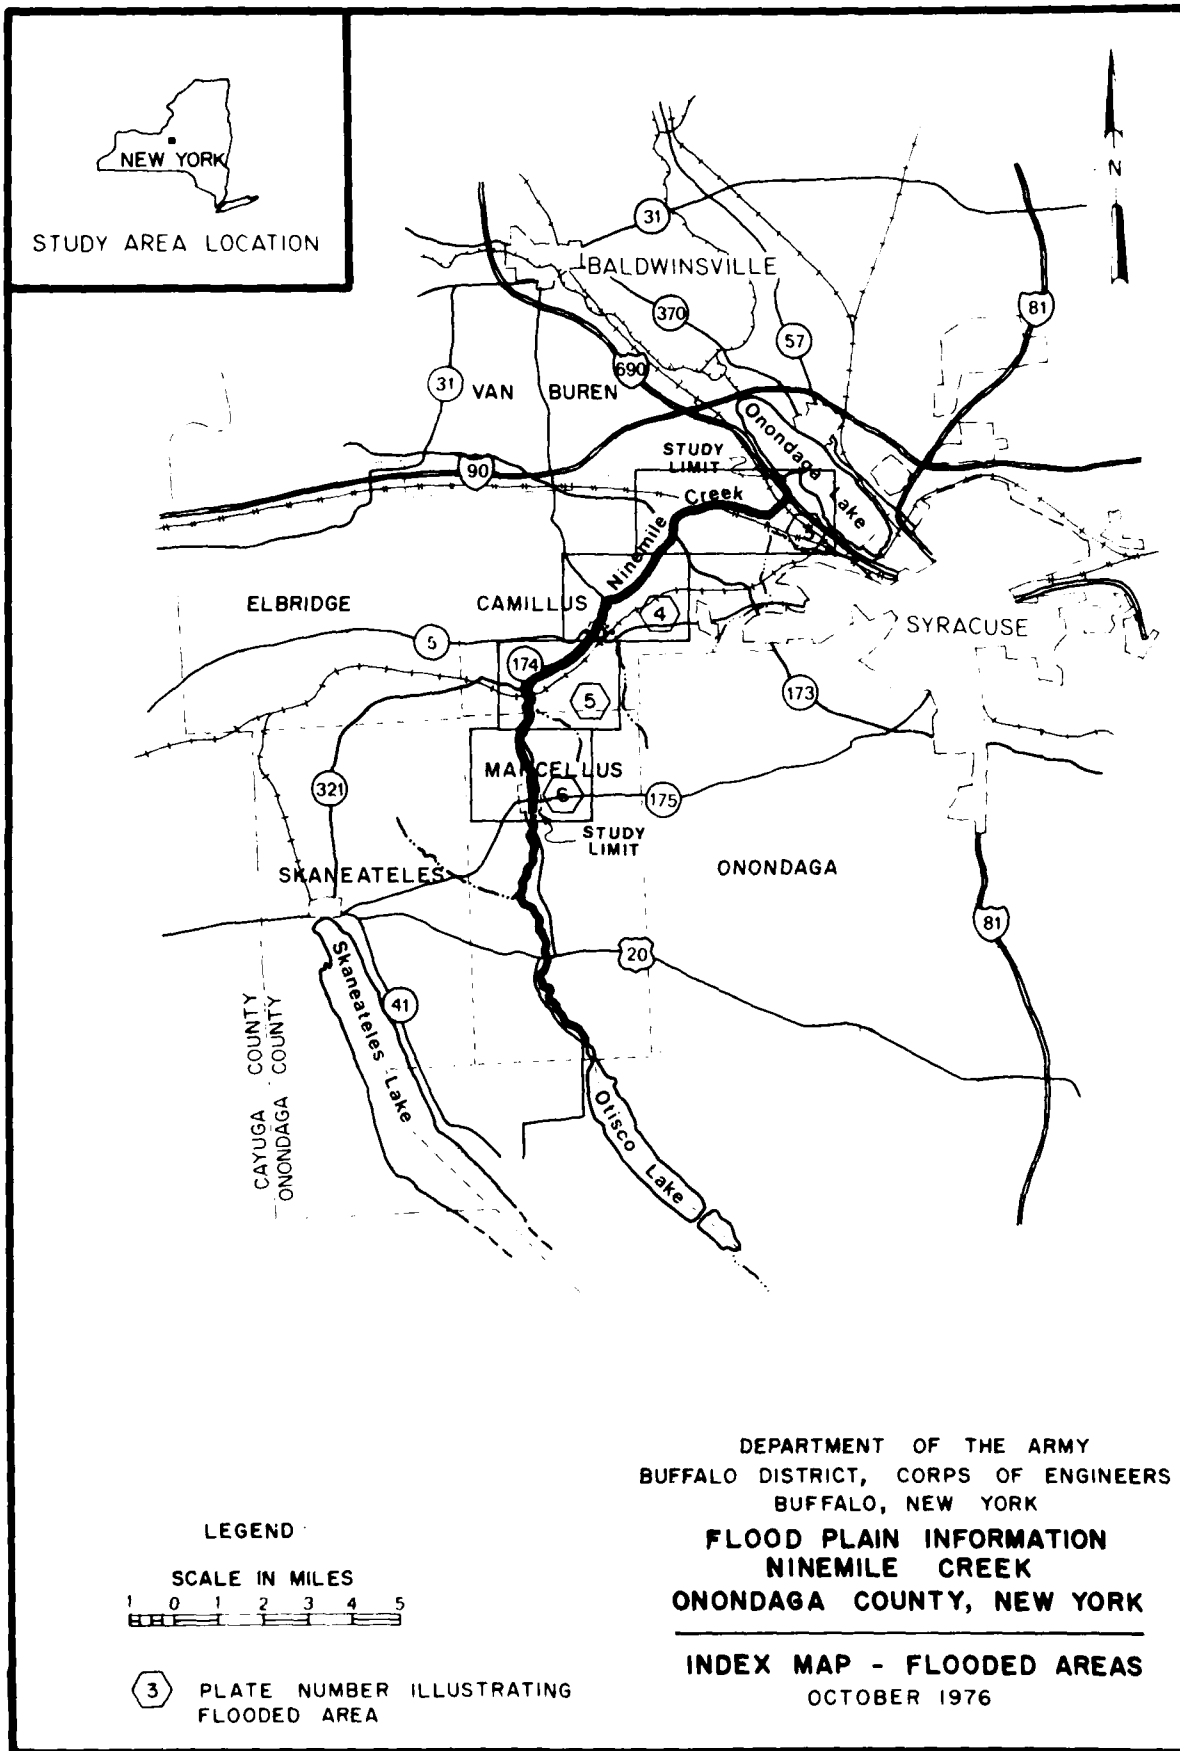 NEW YORK
STUDY AREA LOCATION
N
31
BALDWINSVILLE
370
57
81
690
31
VAN BUREN
Onondaga Lake
STUDY
LIMIT
90
Ninemile Creek
3
ELBRIDGE
CAMILLUS
4
SYRACUSE
5
174
5
173
MARCELLUS
6
321
175
STUDY
LIMIT
SKANEATELES
ONONDAGA
81
20
Skaneateles Lake
41
CAYUGA COUNTY
ONONDAGA COUNTY
Otisco Lake
DEPARTMENT OF THE ARMY
BUFFALO DISTRICT, CORPS OF ENGINEERS
BUFFALO, NEW YORK
FLOOD PLAIN INFORMATION
NINEMILE CREEK
ONONDAGA COUNTY, NEW YORK
INDEX MAP - FLOODED AREAS
OCTOBER 1976
LEGEND
SCALE IN MILES
1 0 1 2 3 4 5
3 PLATE NUMBER ILLUSTRATING
FLOODED AREA